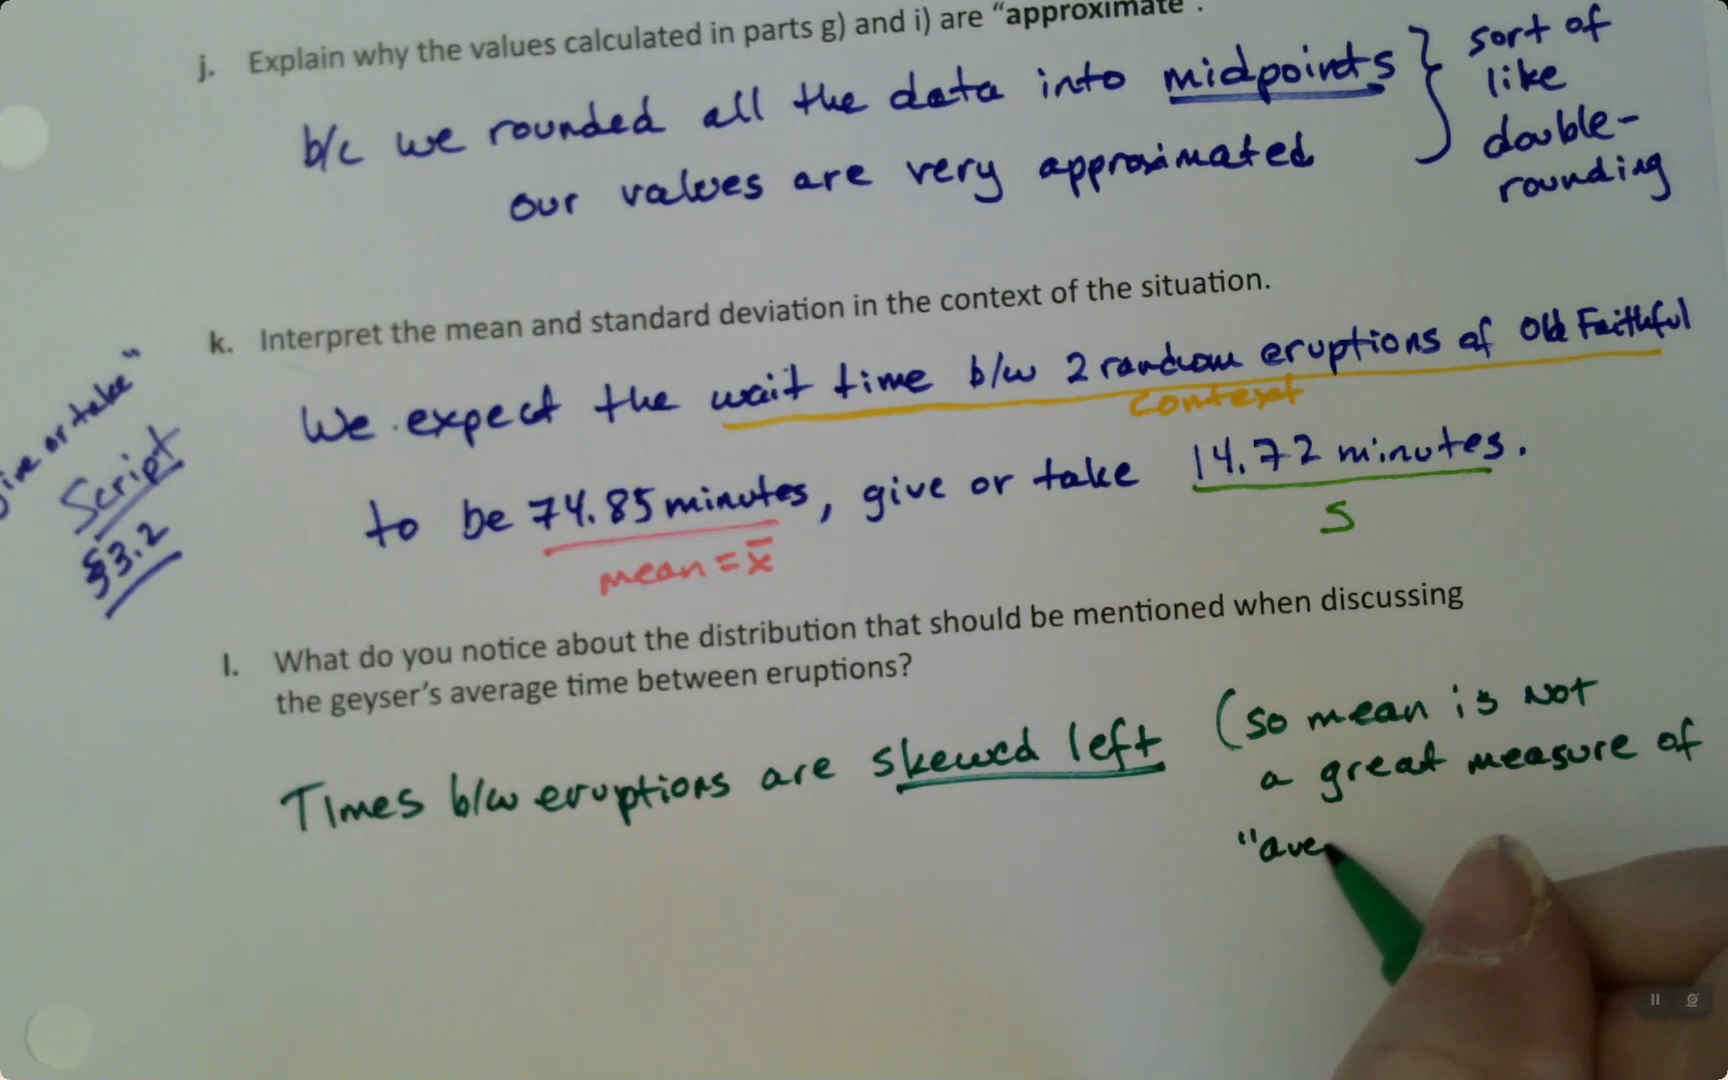 j. Explain why the values calculated in parts g) and i) are "approximate".
b/c we rounded all the data into midpoints } sort of
like
our values are very approximated
double-
rounding
k. Interpret the mean and standard deviation in the context of the situation.
We expect the wait time b/w 2 random eruptions of Old Faithful
context
to be 74.85 minutes, give or take 14.72 minutes.
mean = x̅
S
or take"
Script
§3.2
l. What do you notice about the distribution that should be mentioned when discussing
the geyser's average time between eruptions?
Times b/w eruptions are skewed left (so mean is NOT
a great measure of
"ave